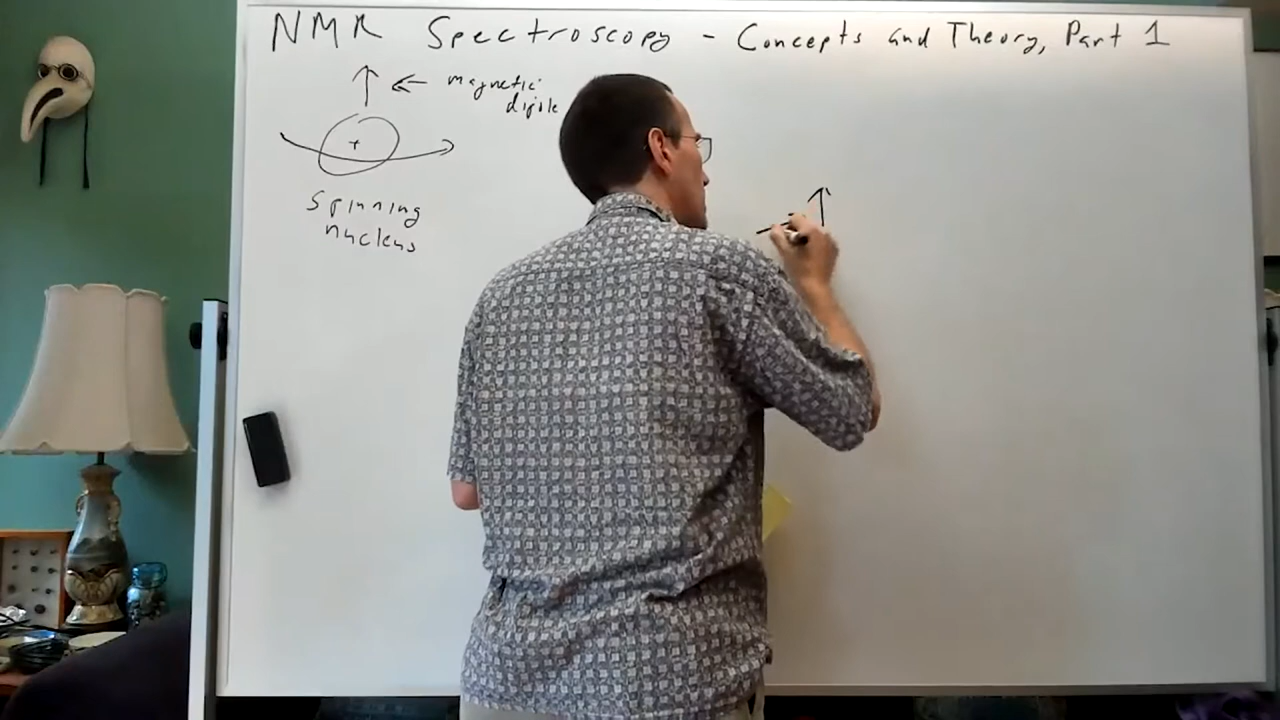 NMR Spectroscopy - Concepts and Theory, Part 1
↑ ← magnetic
dipole
+
Spinning
nucleus